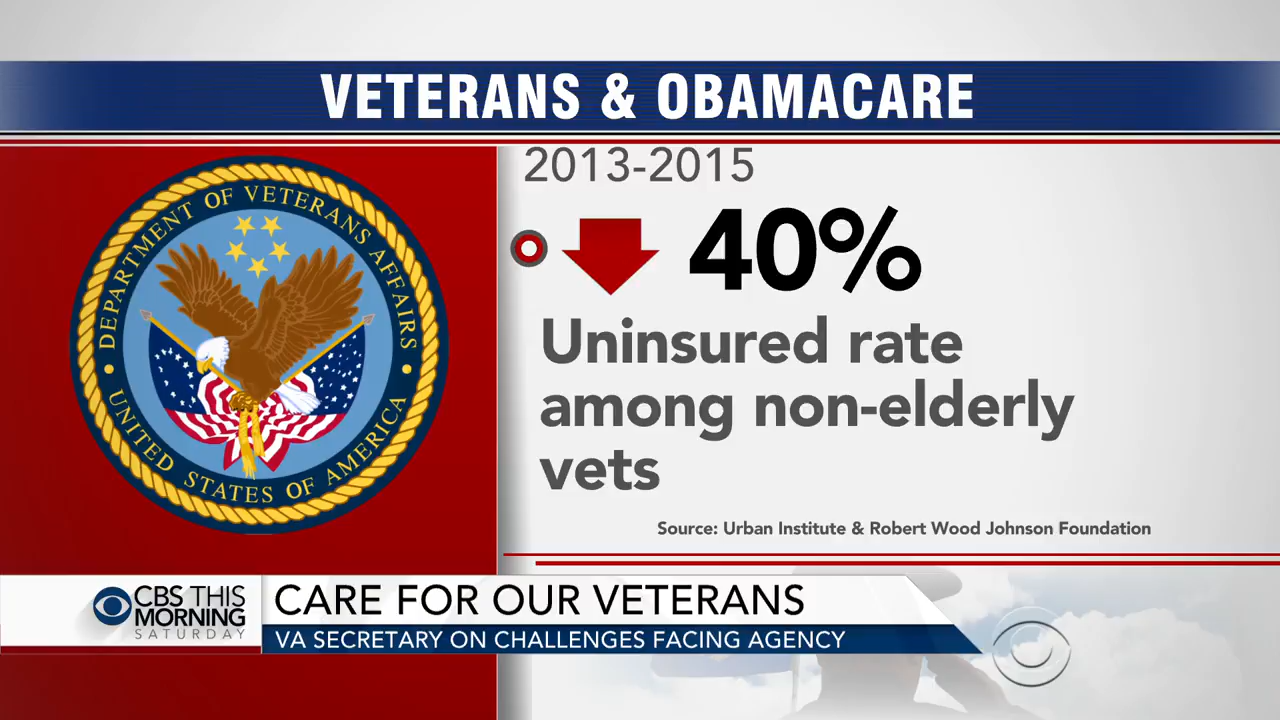 VETERANS & OBAMACARE
2013-2015
40%
Uninsured rate
among non-elderly
vets
Source: Urban Institute & Robert Wood Johnson Foundation
DEPARTMENT OF VETERANS AFFAIRS
UNITED STATES OF AMERICA
CBS THIS
MORNING
SATURDAY
CARE FOR OUR VETERANS
VA SECRETARY ON CHALLENGES FACING AGENCY